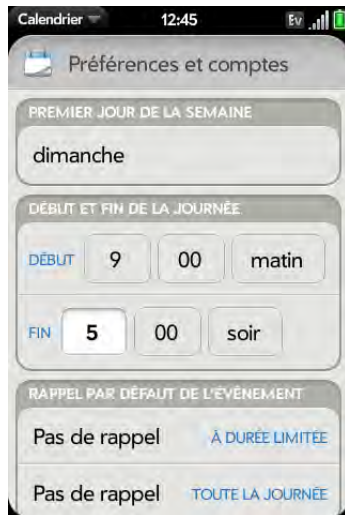 Calendrier 12:45 Ev
Préférences et comptes
PREMIER JOUR DE LA SEMAINE
dimanche
DÉBUT ET FIN DE LA JOURNÉE
DÉBUT 9 00 matin
FIN 5 00 soir
RAPPEL PAR DÉFAUT DE L'ÉVÉNEMENT
Pas de rappel À DURÉE LIMITÉE
Pas de rappel TOUTE LA JOURNÉE